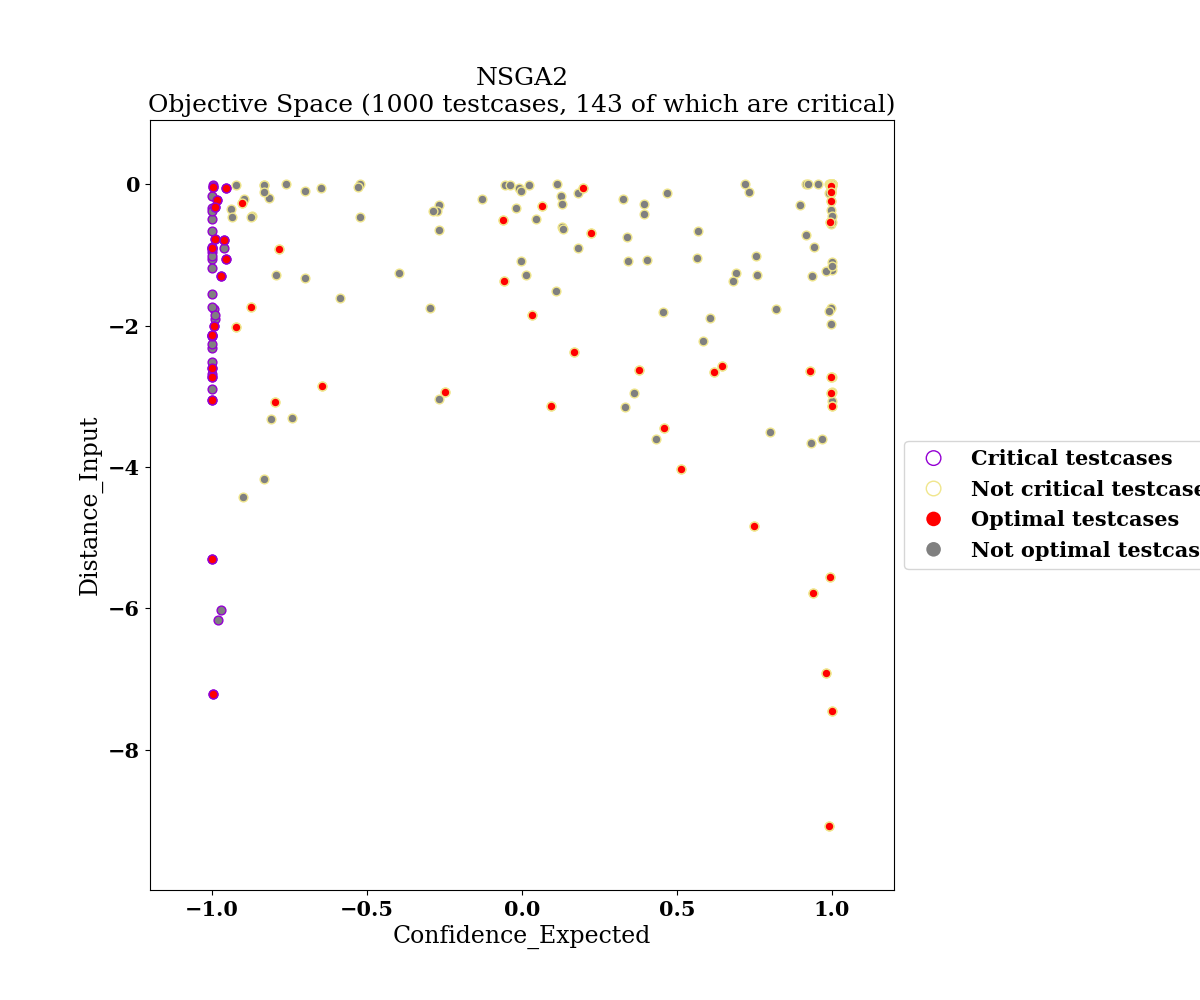 NSGA2
Objective Space (1000 testcases, 143 of which are critical)
0
−2
−4
−6
−8
Distance_Input
−1.0
−0.5
0.0
0.5
1.0
Confidence_Expected
Critical testcases
Not critical testcase
Optimal testcases
Not optimal testcas